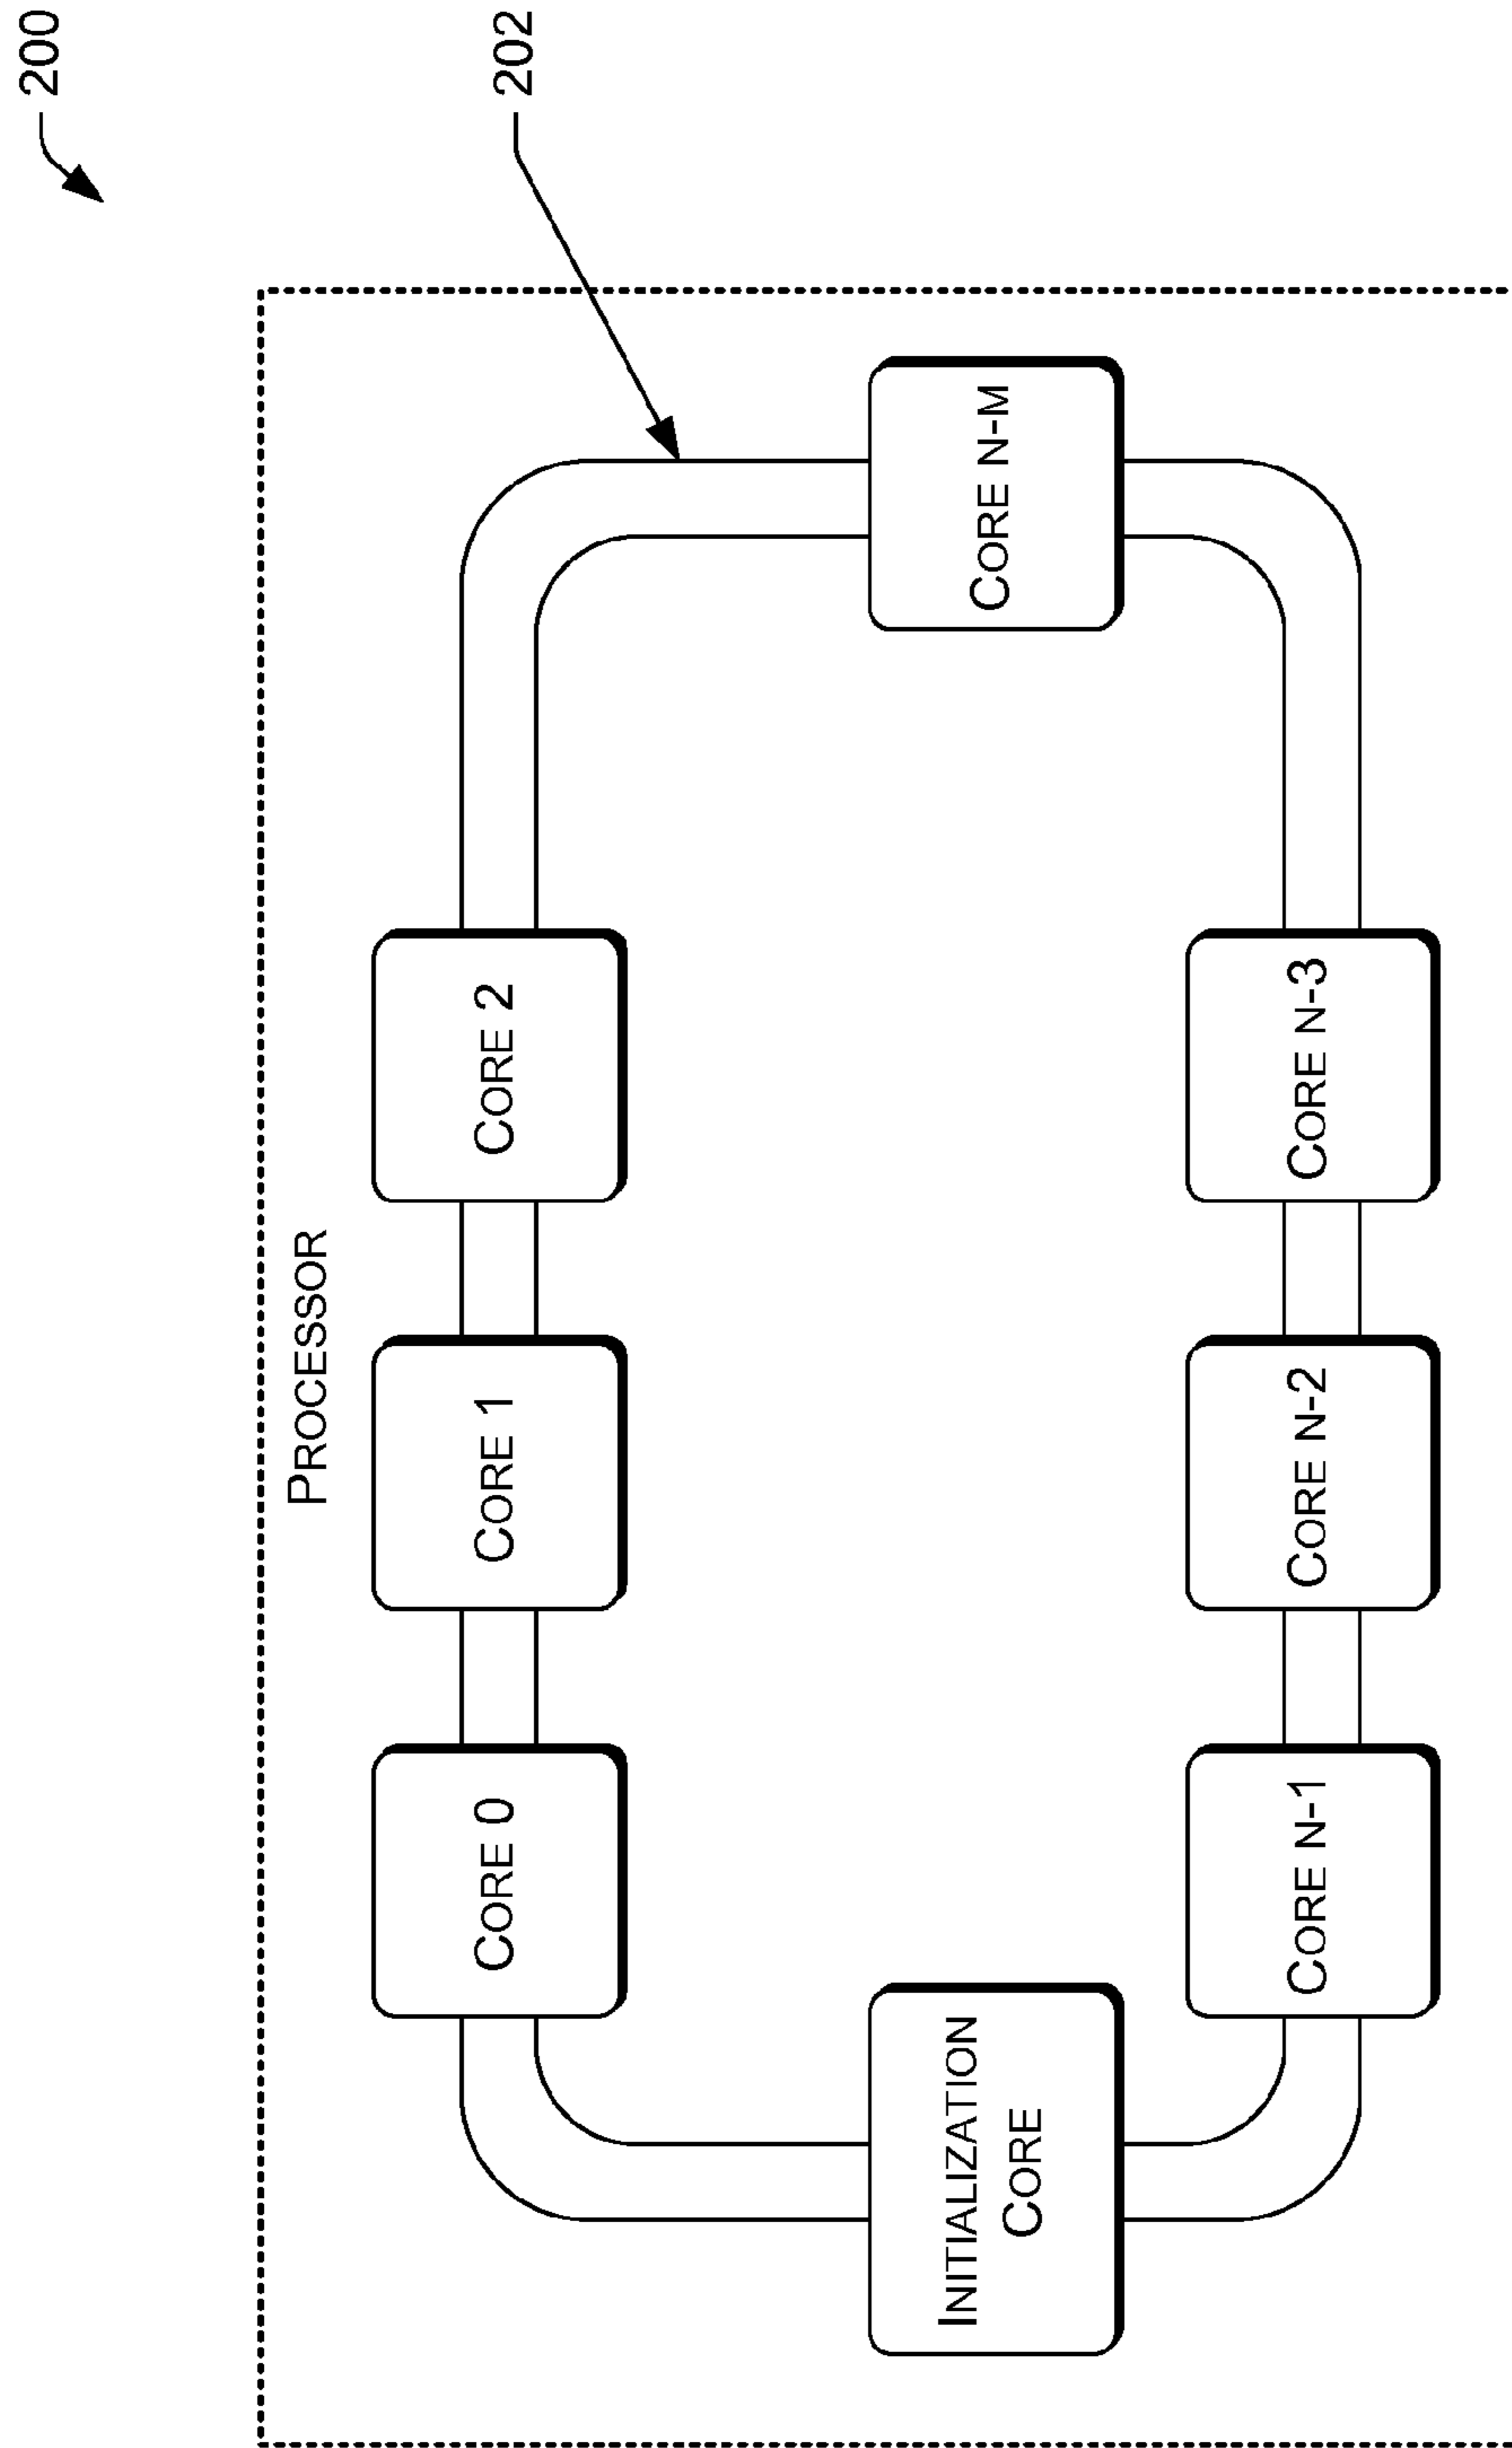 200
202
PROCESSOR
CORE 0
CORE 1
CORE 2
INITIALIZATION
CORE
CORE N-M
CORE N-1
CORE N-2
CORE N-3